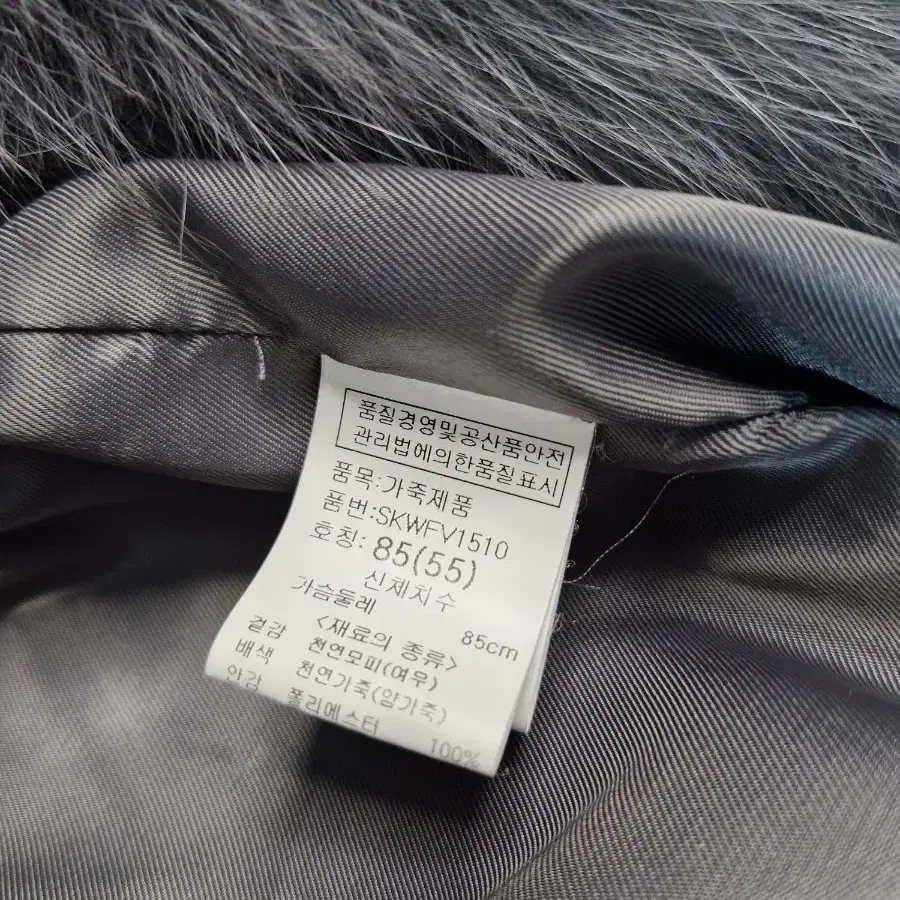 품질경영및공산품안전
관리법에의한품질표시
품목:가죽제품
품번:SKWFV1510
호칭: 85(55)
신체치수
가슴둘레 85cm
<재료의 종류>
겉감 천연모피(여우)
배색 천연가죽(양가죽)
안감 폴리에스터 100%